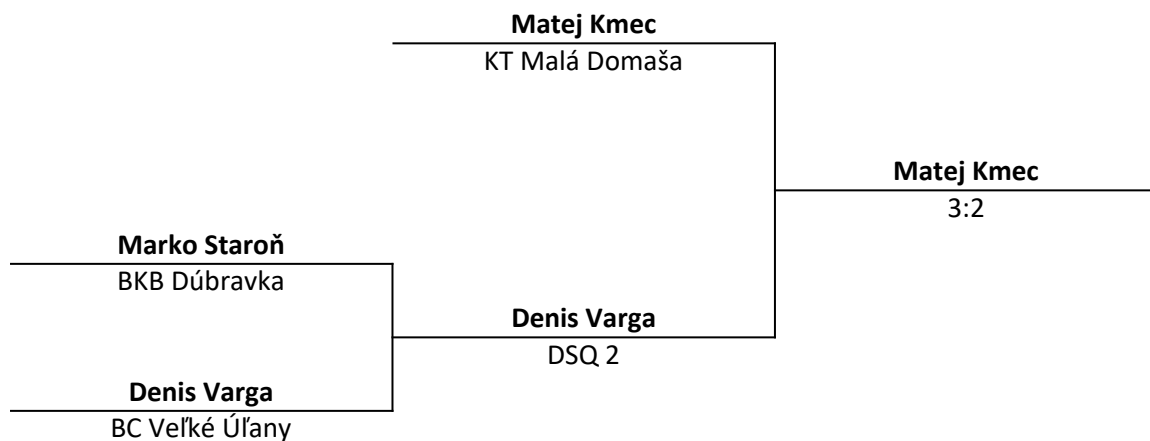 Matej Kmec
KT Malá Domaša
Matej Kmec
3:2
Marko Staroň
BKB Dúbravka
Denis Varga
DSQ 2
Denis Varga
BC Veľké Úľany